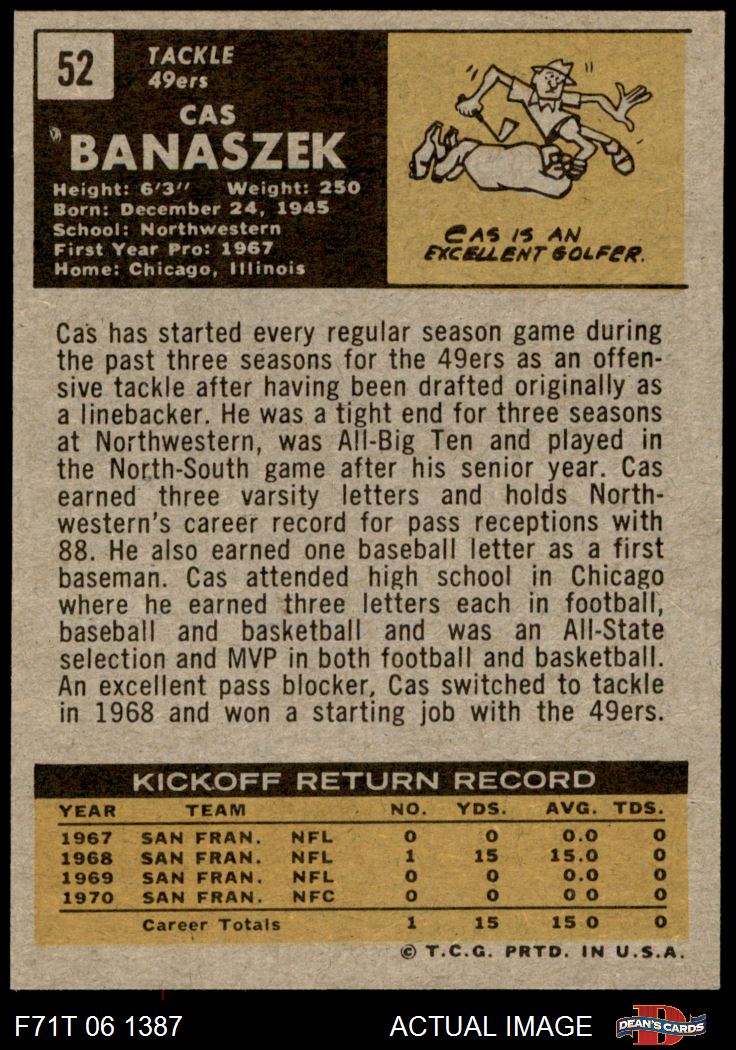 52
TACKLE
49ers
CAS
BANASZEK
Height: 6'3" Weight: 250
Born: December 24, 1945
School: Northwestern
First Year Pro: 1967
Home: Chicago, Illinois
CAS IS AN
EXCELLENT GOLFER.
Cas has started every regular season game during
the past three seasons for the 49ers as an offen-
sive tackle after having been drafted originally as
a linebacker. He was a tight end for three seasons
at Northwestern, was All-Big Ten and played in
the North-South game after his senior year. Cas
earned three varsity letters and holds North-
western's career record for pass receptions with
88. He also earned one baseball letter as a first
baseman. Cas attended high school in Chicago
where he earned three letters each in football,
baseball and basketball and was an All-State
selection and MVP in both football and basketball.
An excellent pass blocker, Cas switched to tackle
in 1968 and won a starting job with the 49ers.
KICKOFF RETURN RECORD
YEAR TEAM NO. YDS. AVG. TDS.
1967 SAN FRAN. NFL 0 0 0.0 0
1968 SAN FRAN. NFL 1 15 15.0 0
1969 SAN FRAN. NFL 0 0 0.0 0
1970 SAN FRAN. NFC 0 0 0 0 0
Career Totals 1 15 15 0 0
© T.C.G. PRTD. IN U.S.A.
F71T 06 1387 ACTUAL IMAGE D DEAN'S CARDS